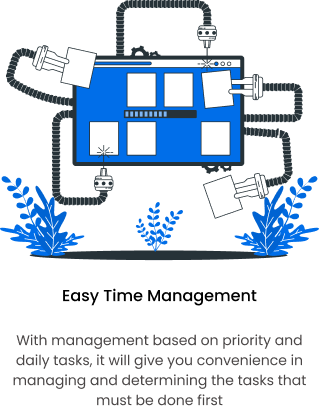 Easy Time Management
With management based on priority and
daily tasks, it will give you convenience in
managing and determining the tasks that
must be done first